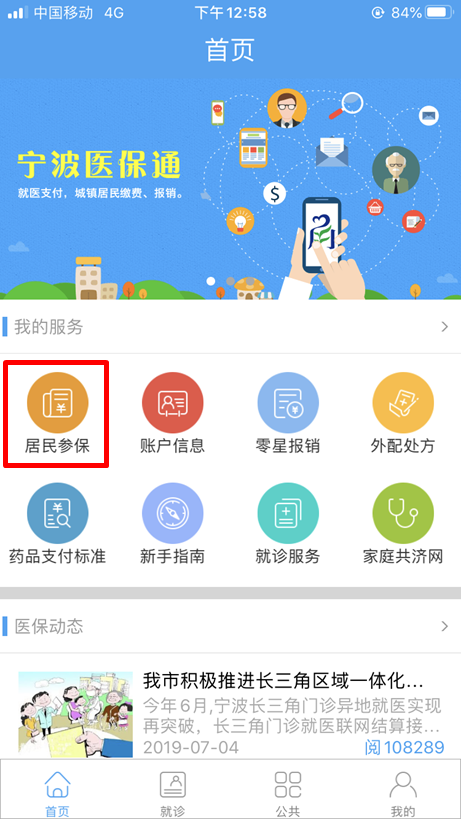 中国移动 4G 下午12:58 84%
首页
宁波医保通
就医支付，城镇居民缴费、报销。
我的服务
居民参保 账户信息 零星报销 外配处方
药品支付标准 新手指南 就诊服务 家庭共济网
医保动态
我市积极推进长三角区域一体化...
今年6月,宁波长三角门诊异地就医实现
再突破，长三角门诊就医联网结算接...
2019-07-04 阅108289
首页 就诊 公共 我的